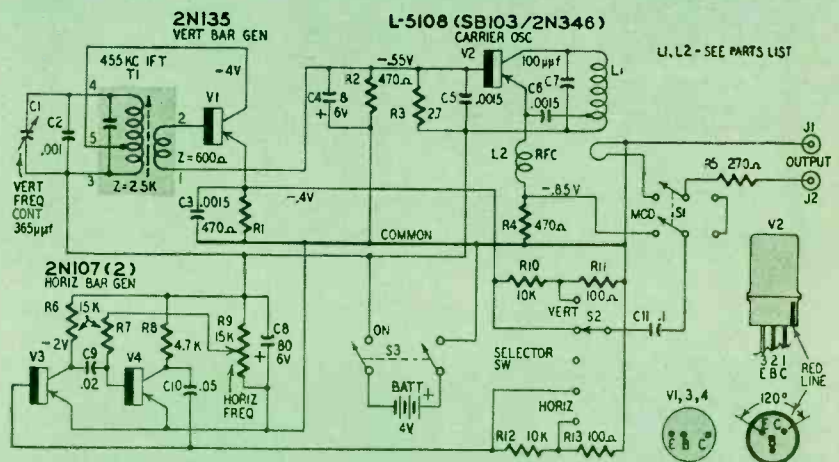 2N135
VERT BAR GEN
L-5108 (SB103/2N346)
CARRIER OSC
L1, L2 - SEE PARTS LIST
455KC IFT
T1
-4V
-.55V
V2
100µµf
C7
L1
4
C1
C2
.001
5
2
V1
C4
8
6V
+
R2
470Ω
R3
27
C5
.0015
C6
.0015
L2
RFC
J1
OUTPUT
J2
R5 270Ω
3
Z=2.5K
Z=600Ω
1
VERT
FREQ
CONT
365µµf
C3
.0015
470Ω
R1
-.4V
COMMON
R4
470Ω
-.85V
MOD
S1
V2
2N107(2)
HORIZ BAR GEN
R6
15K
R7
R8
4.7K
R9
15K
C8
80
6V
+
-.2V
V3
C9
.02
V4
C10
.05
HORIZ
FREQ
ON
S3
BATT
+
4V
R10
10K
R11
100Ω
VERT
S2
C11 .1
SELECTOR
SW
HORIZ
R12 10K
R13 100Ω
3 2 1
E B C
RED
LINE
V1, 3, 4
E B C
120°
E C
B